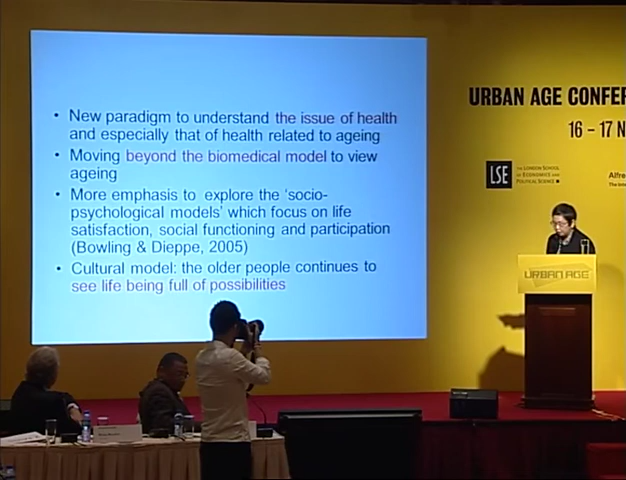 • New paradigm to understand the issue of health
and especially that of health related to ageing
• Moving beyond the biomedical model to view
ageing
• More emphasis to explore the ‘socio-
psychological models’ which focus on life
satisfaction, social functioning and participation
(Bowling & Dieppe, 2005)
• Cultural model: the older people continues to
see life being full of possibilities
URBAN AGE CONFER
16 – 17 N
LSE
THE LONDON SCHOOL
OF ECONOMICS AND
POLITICAL SCIENCE
Alfre
The Inte
URBAN AGE